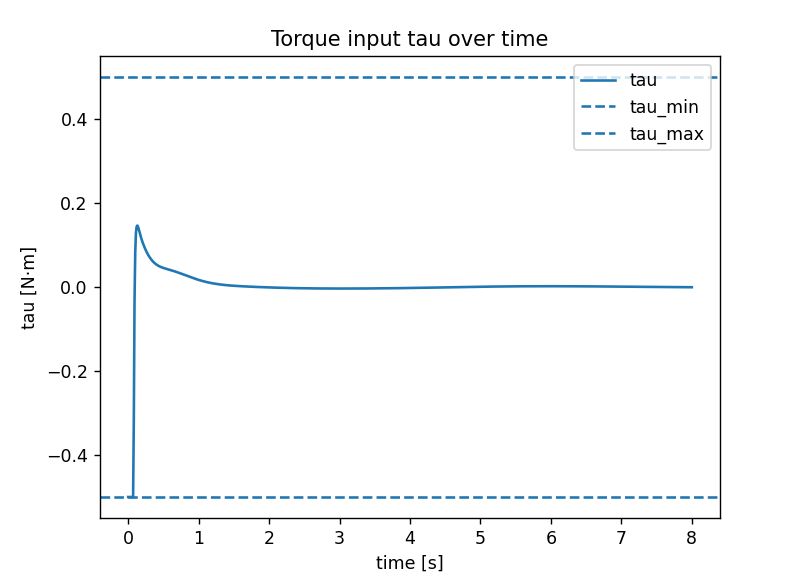 Torque input tau over time
tau
tau_min
tau_max
tau [N·m]
0.4
0.2
0.0
−0.2
−0.4
0 1 2 3 4 5 6 7 8
time [s]